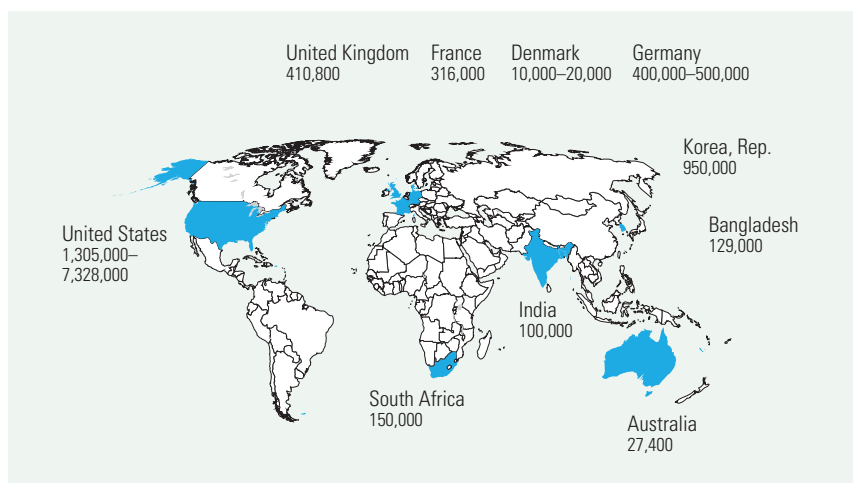 United Kingdom
410,800
France
316,000
Denmark
10,000–20,000
Germany
400,000–500,000
Korea, Rep.
950,000
United States
1,305,000–
7,328,000
Bangladesh
129,000
India
100,000
South Africa
150,000
Australia
27,400